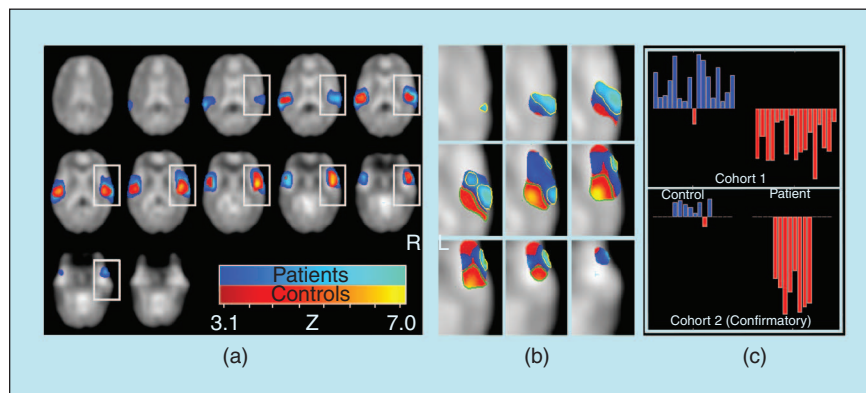 R L
Patients
Controls
3.1 Z 7.0
(a)
(b)
Cohort 1
Control Patient
Cohort 2 (Confirmatory)
(c)